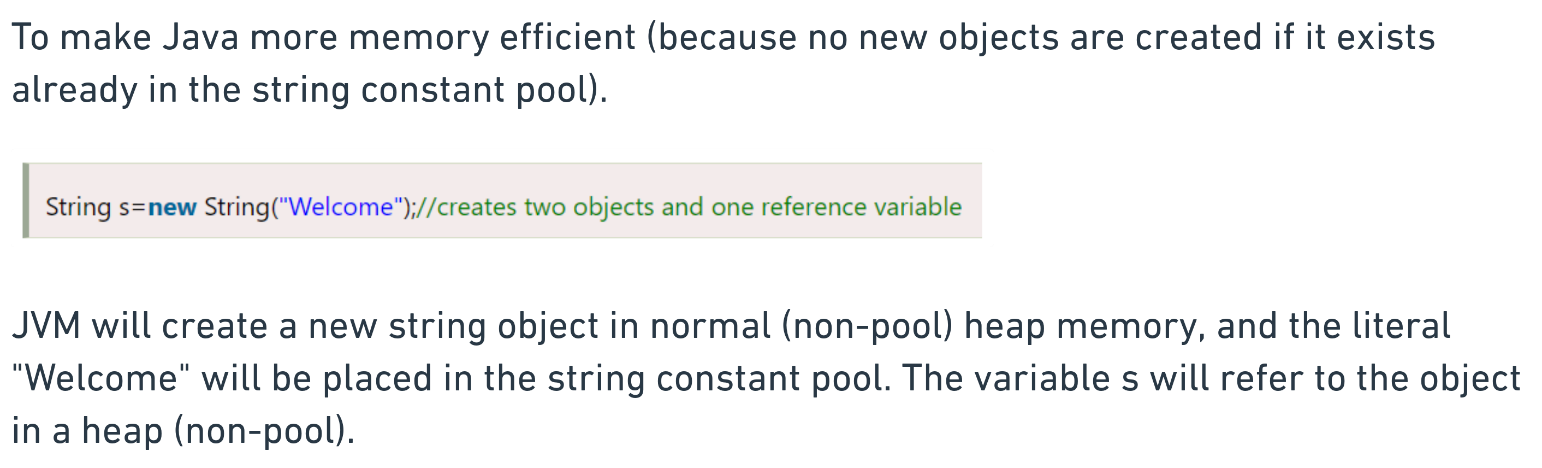 To make Java more memory efficient (because no new objects are created if it exists
already in the string constant pool).
String s=new String("Welcome");//creates two objects and one reference variable
JVM will create a new string object in normal (non-pool) heap memory, and the literal
"Welcome" will be placed in the string constant pool. The variable s will refer to the object
in a heap (non-pool).